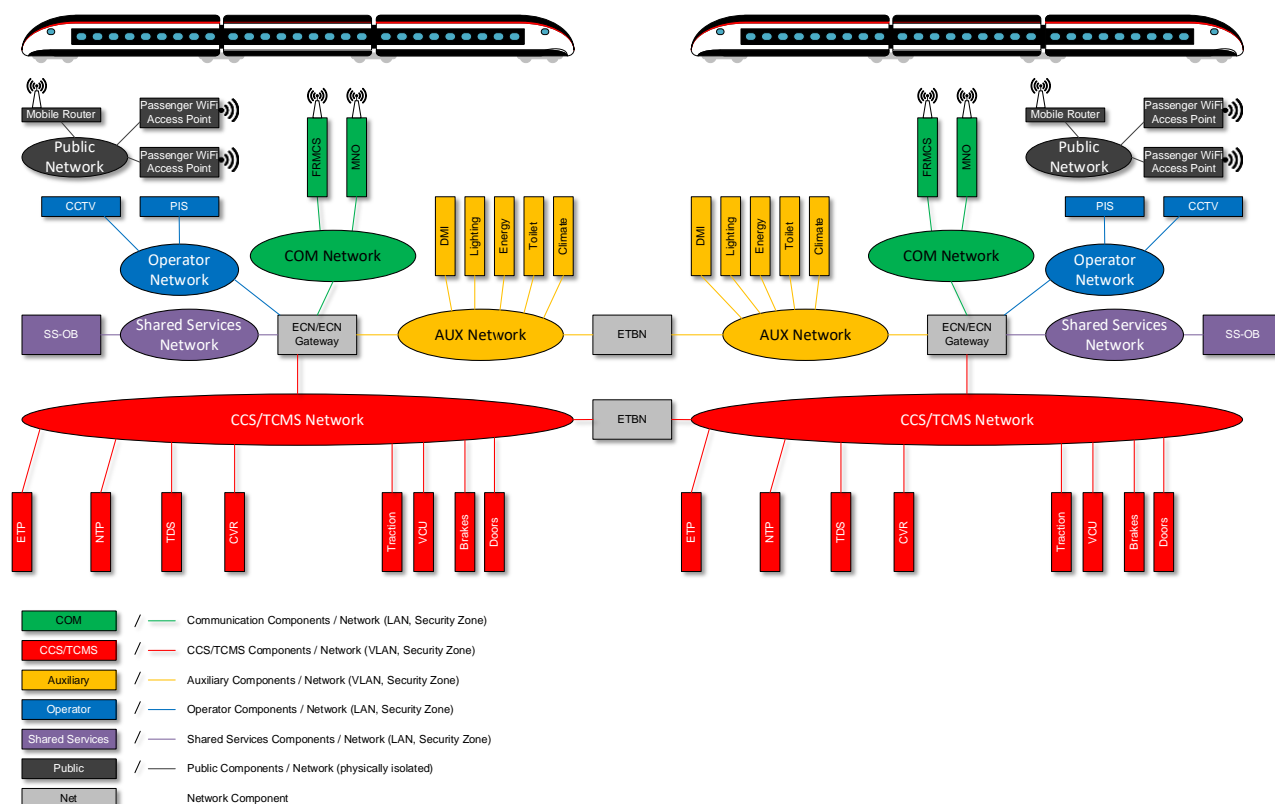 Mobile Router
Passenger WiFi
Access Point
Public
Network
Passenger WiFi
Access Point
FRMCS
MNO
CCTV
PIS
Operator
Network
COM Network
DMI
Lighting
Energy
Toilet
Climate
SS-OB
Shared Services
Network
ECN/ECN
Gateway
AUX Network
ETBN
CCS/TCMS Network
ETBN
ETP
NTP
TDS
CVR
Traction
VCU
Brakes
Doors
FRMCS
MNO
Mobile Router
Passenger WiFi
Access Point
Public
Network
Passenger WiFi
Access Point
PIS
CCTV
Operator
Network
COM Network
DMI
Lighting
Energy
Toilet
Climate
AUX Network
ECN/ECN
Gateway
Shared Services
Network
SS-OB
CCS/TCMS Network
ETP
NTP
TDS
CVR
Traction
VCU
Brakes
Doors
COM / Communication Components / Network (LAN, Security Zone)
CCS/TCMS / CCS/TCMS Components / Network (VLAN, Security Zone)
Auxiliary / Auxiliary Components / Network (VLAN, Security Zone)
Operator / Operator Components / Network (LAN, Security Zone)
Shared Services / Shared Services Components / Network (LAN, Security Zone)
Public / Public Components / Network (physically isolated)
Net Network Component